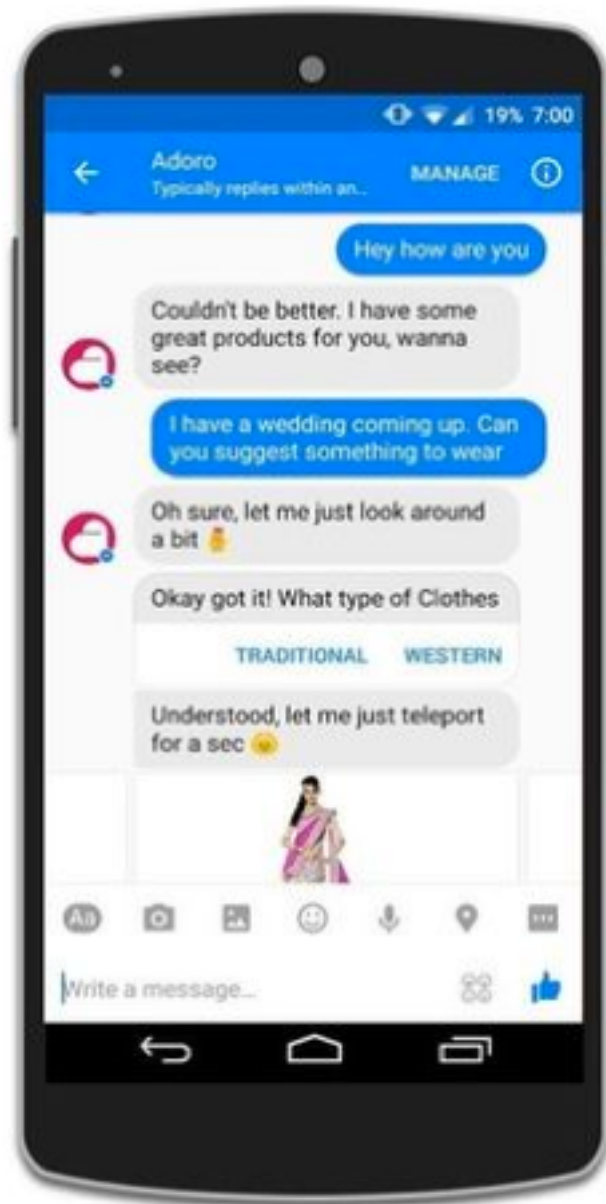 19% 7:00
Adoro
MANAGE
Typically replies within an...
Hey how are you
Couldn't be better. I have some
great products for you, wanna
see?
I have a wedding coming up. Can
you suggest something to wear
Oh sure, let me just look around
a bit
Okay got it! What type of Clothes
TRADITIONAL WESTERN
Understood, let me just teleport
for a sec
Aa
Write a message...